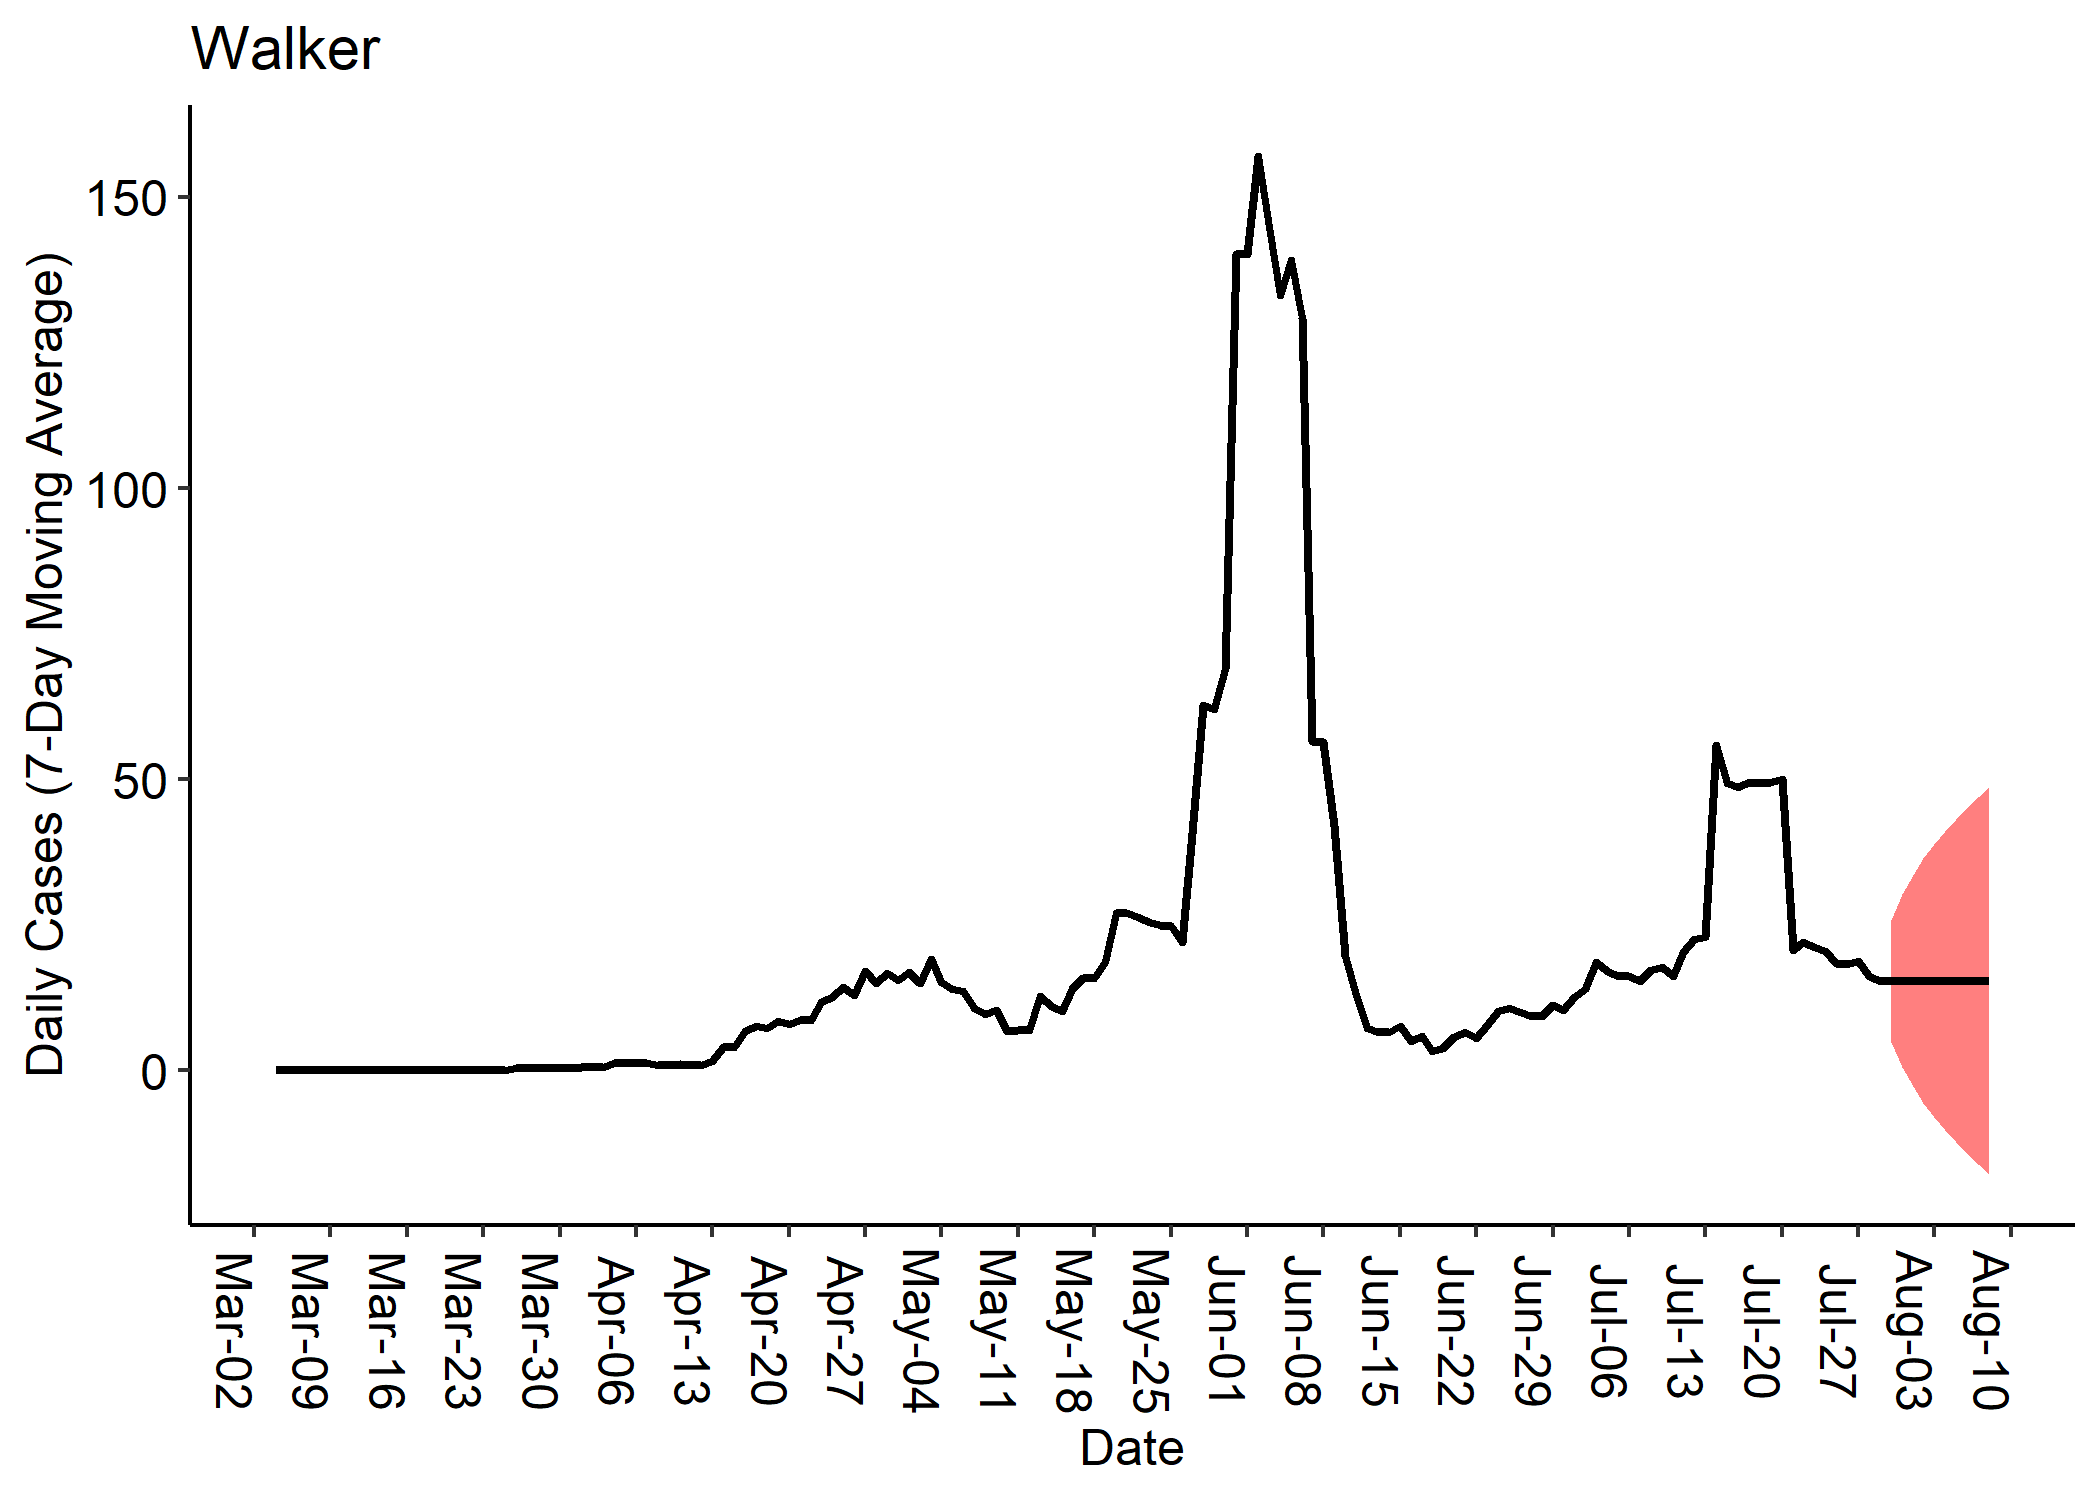 Walker
Daily Cases (7-Day Moving Average)
150
100
50
0
Mar-02
Mar-09
Mar-16
Mar-23
Mar-30
Apr-06
Apr-13
Apr-20
Apr-27
May-04
May-11
May-18
May-25
Jun-01
Jun-08
Jun-15
Jun-22
Jun-29
Jul-06
Jul-13
Jul-20
Jul-27
Aug-03
Aug-10
Date